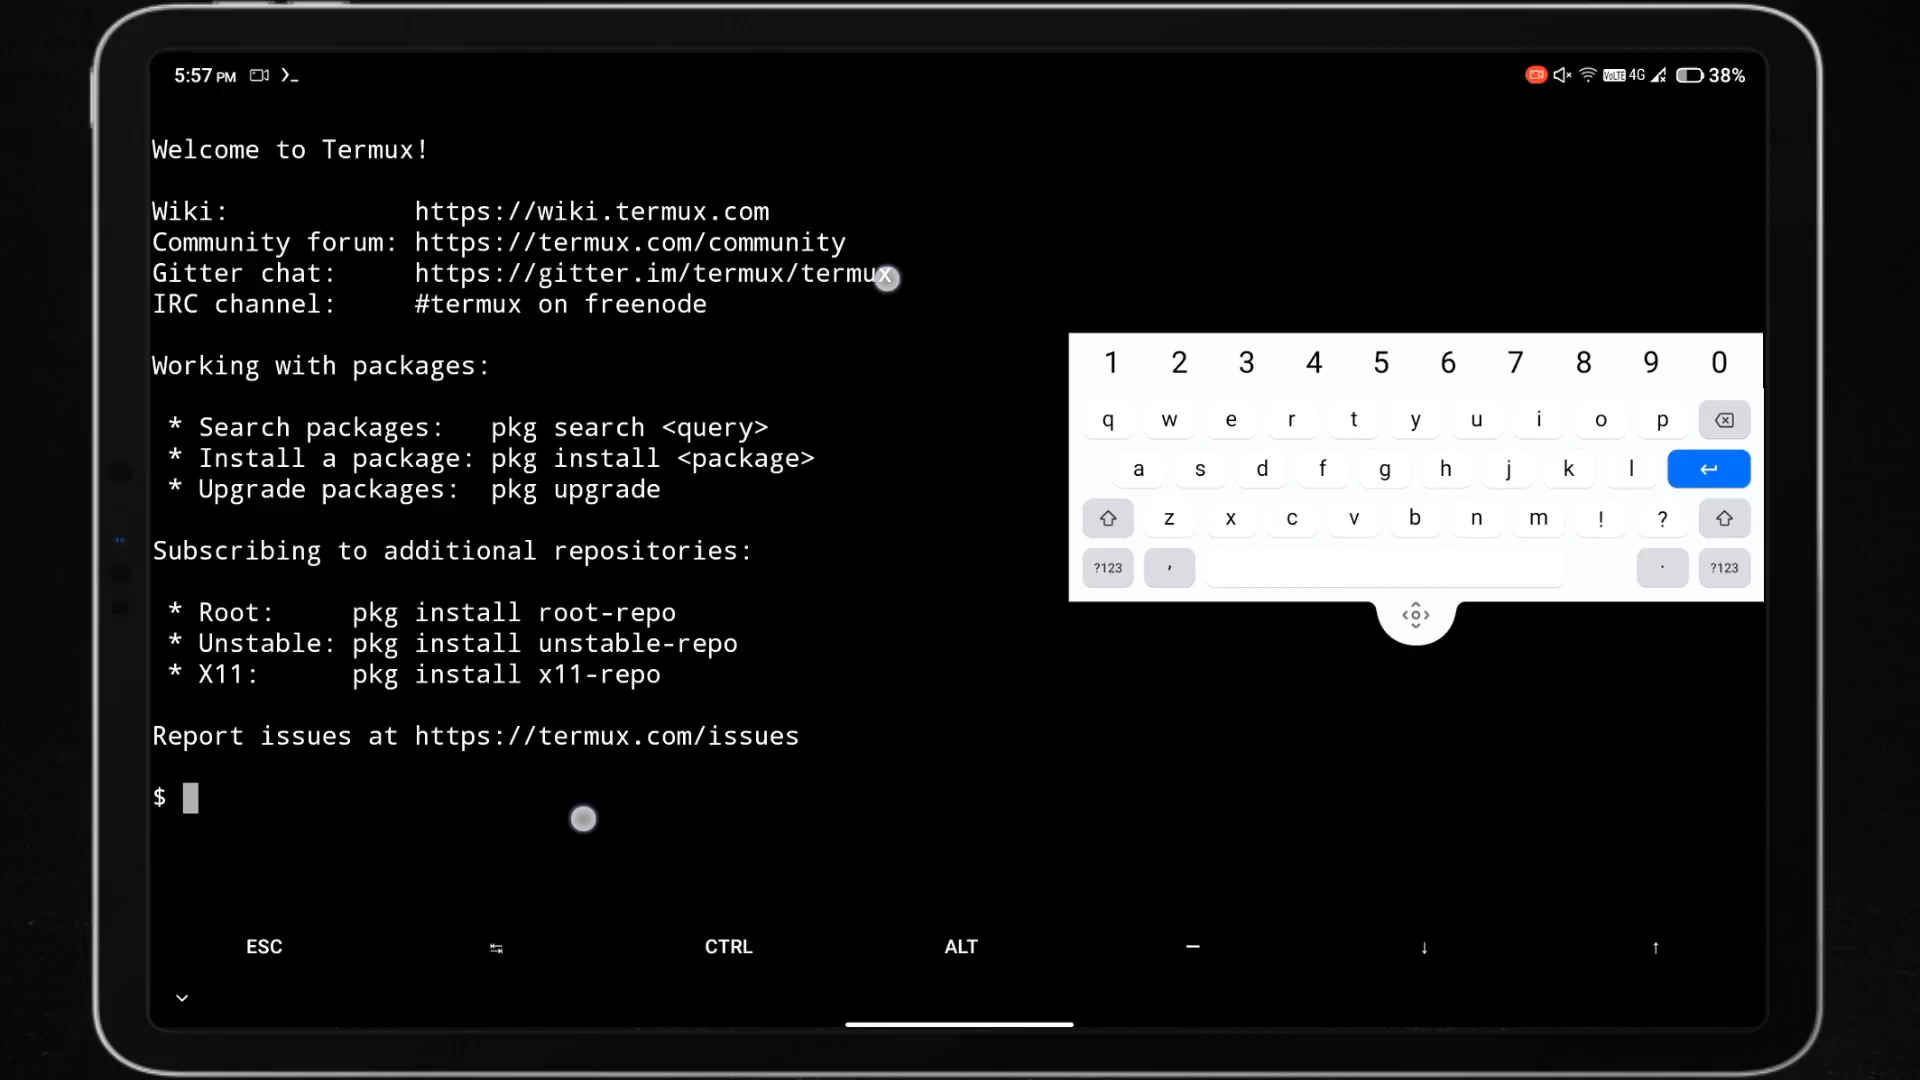 5:57 PM
VoLTE 4G 38%
Welcome to Termux!
Wiki: https://wiki.termux.com
Community forum: https://termux.com/community
Gitter chat: https://gitter.im/termux/termux
IRC channel: #termux on freenode
Working with packages:
* Search packages: pkg search <query>
* Install a package: pkg install <package>
* Upgrade packages: pkg upgrade
Subscribing to additional repositories:
* Root: pkg install root-repo
* Unstable: pkg install unstable-repo
* X11: pkg install x11-repo
Report issues at https://termux.com/issues
$
1 2 3 4 5 6 7 8 9 0
q w e r t y u i o p
a s d f g h j k l
z x c v b n m ! ?
?123 , . ?123
ESC ↹ CTRL ALT — ↓ ↑